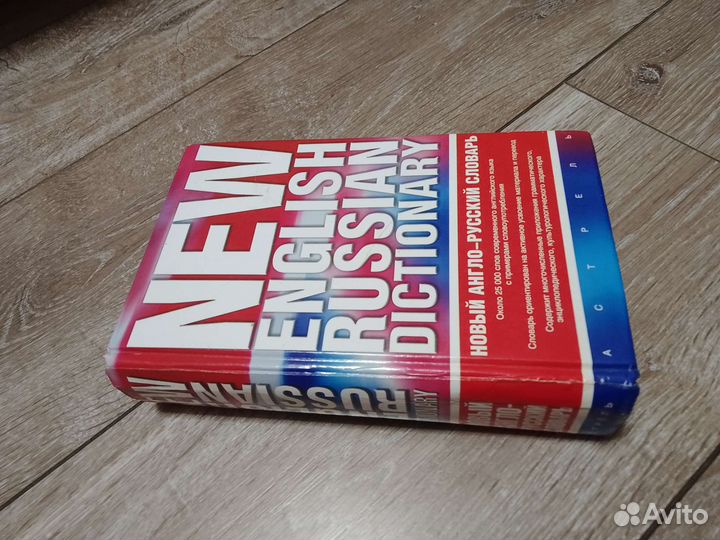 NEW
ENGLISH
RUSSIAN
DICTIONARY
НОВЫЙ АНГЛО-РУССКИЙ СЛОВАРЬ
Около 25 000 слов современного английского языка
с примерами словоупотребления
Словарь ориентирован на активное усвоение материала и перевод
Содержит многочисленные приложения грамматического,
энциклопедического, культурологического характера
АСТРЕЛЬ
RUSSIAN
Avito